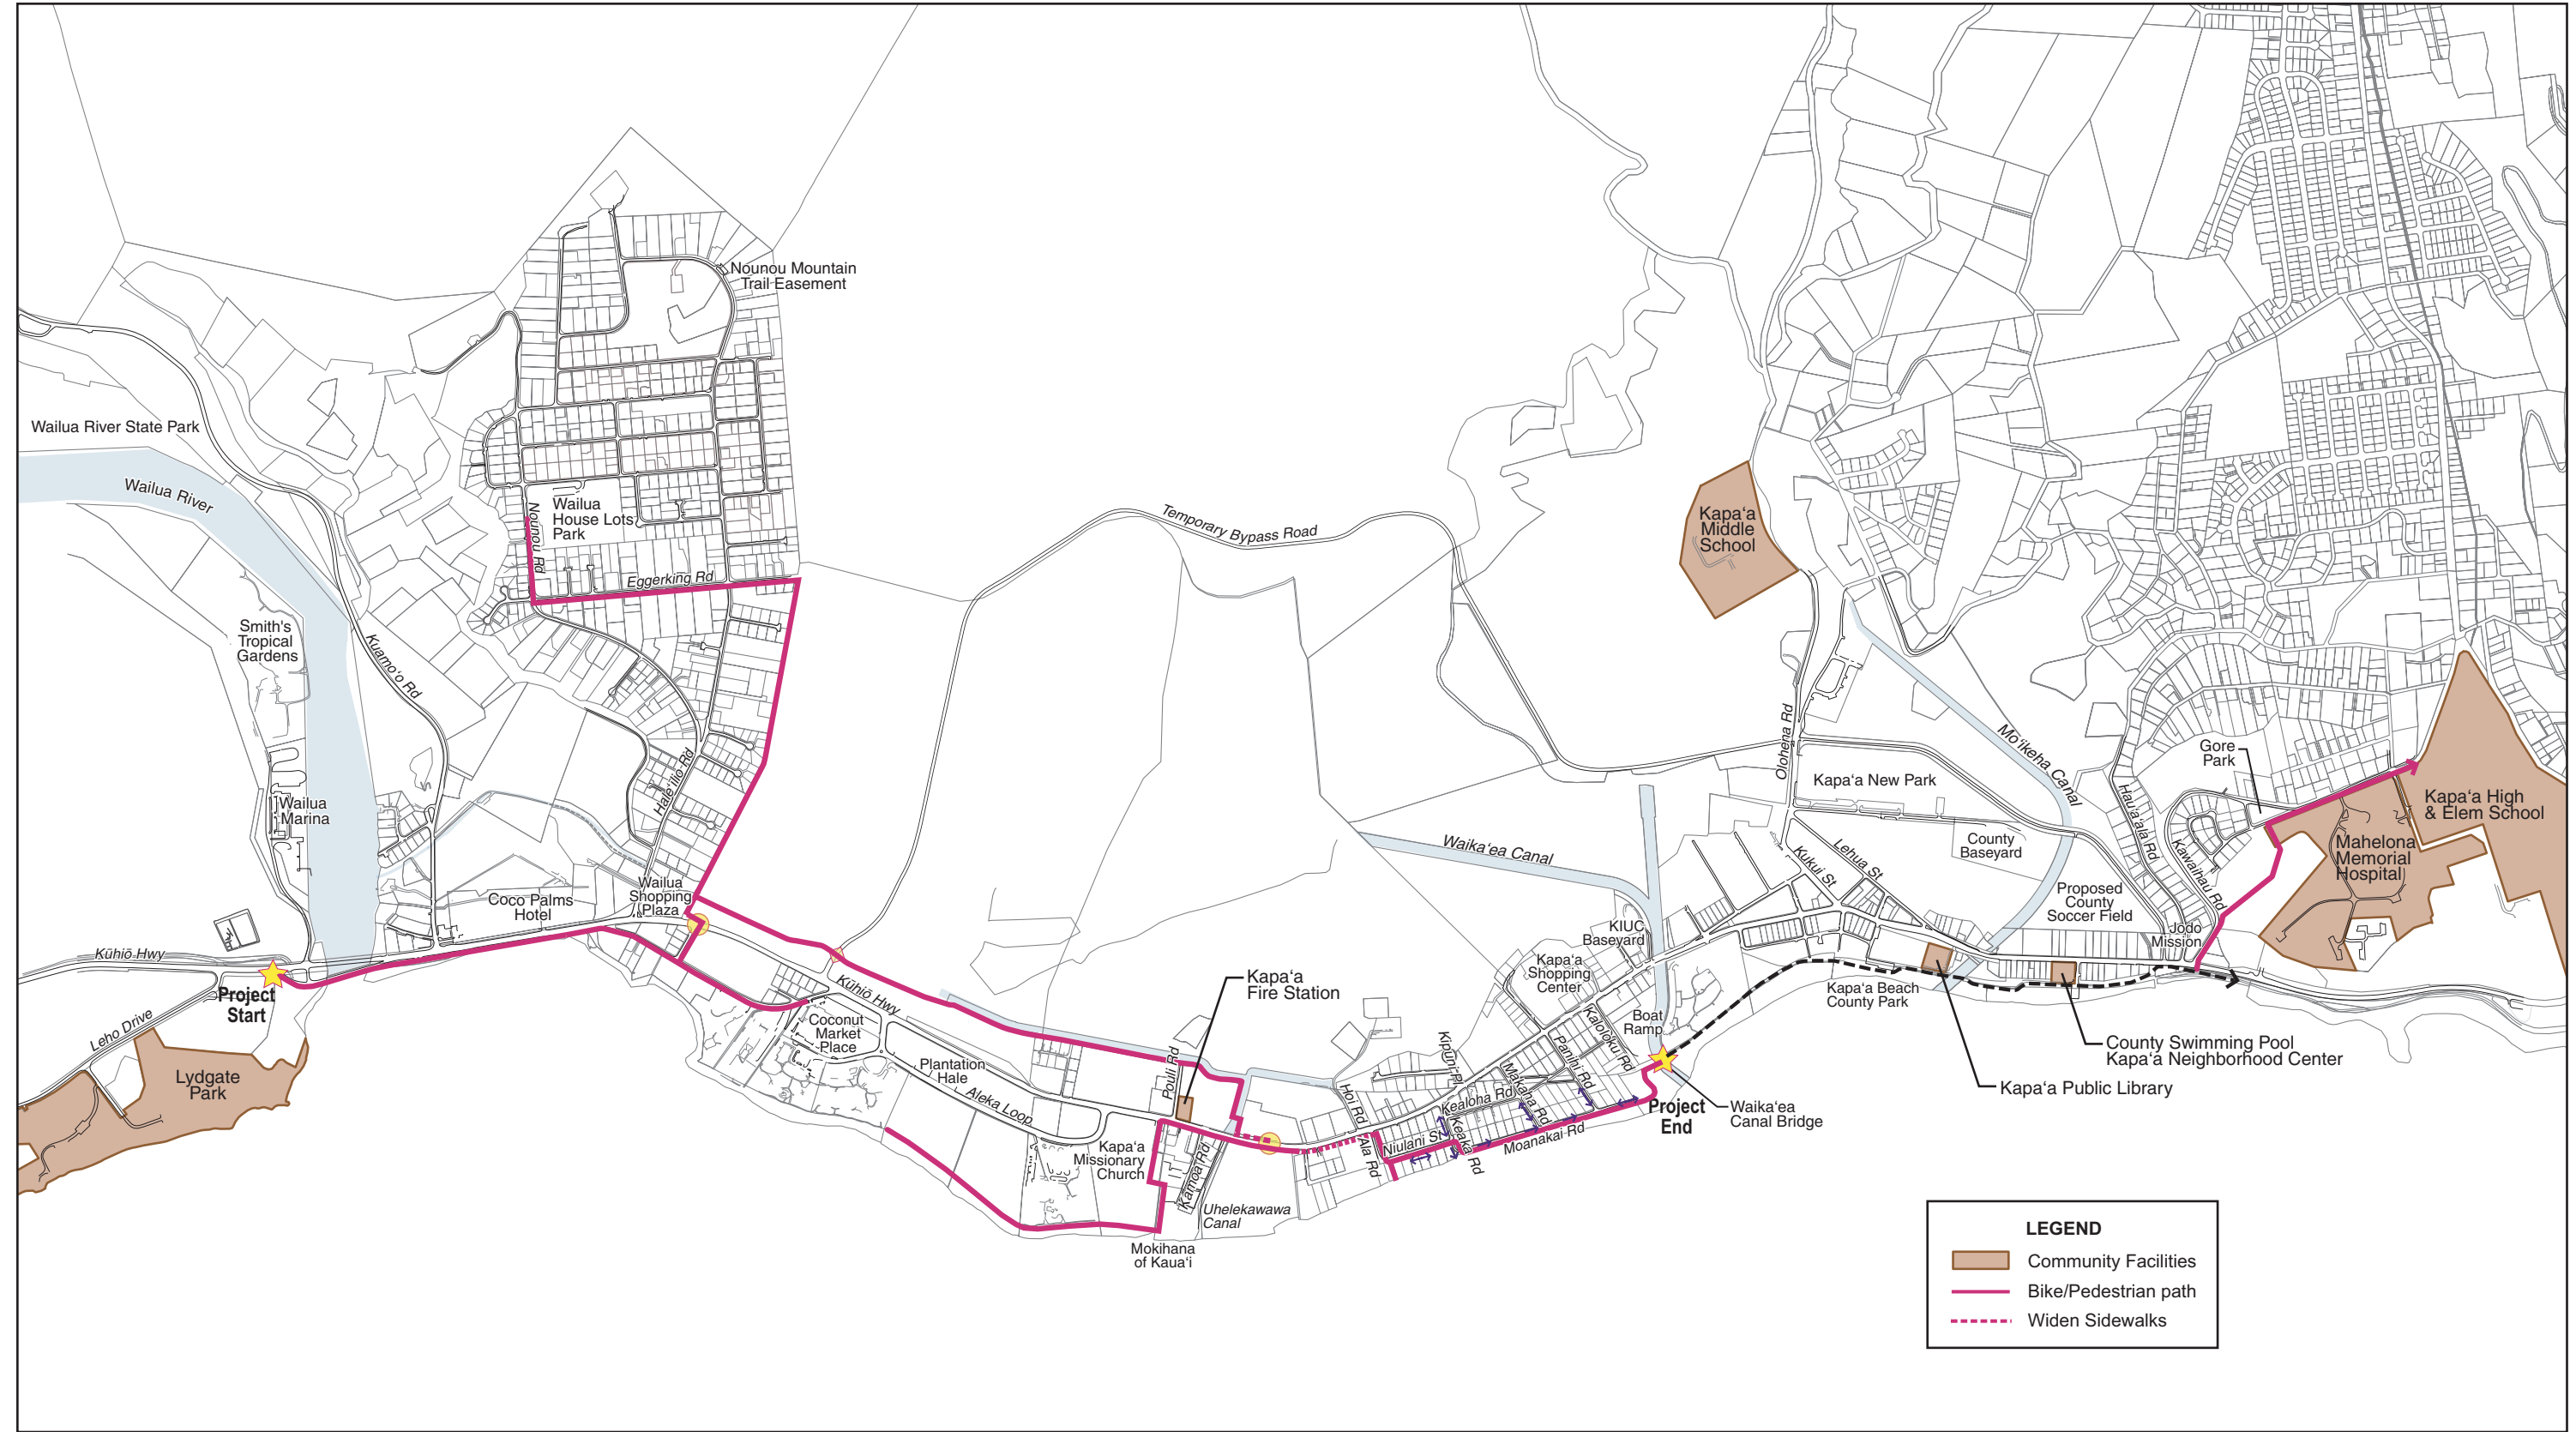 Nounou Mountain
Trail Easement
Wailua River State Park
Wailua River
Nounou Rd
Wailua
House Lots
Park
Eggerking Rd
Temporary Bypass Road
Kapa‘a
Middle
School
Smith's
Tropical
Gardens
Kuamo‘o Rd
Hale‘ilio Rd
Olohena Rd
Mo‘ikeha Canal
Gore
Park
Kapa‘a New Park
Hau‘a‘ala Rd
Kapa‘a High
& Elem School
Wailua
Marina
Waika‘ea Canal
Lehua St
Kukui St
County
Baseyard
Kawaihau Rd
Mahelona
Memorial
Hospital
Coco Palms
Hotel
Wailua
Shopping
Plaza
Proposed
County
Soccer Field
KIUC
Baseyard
Jodo
Mission
Kūhiō Hwy
Project
Start
Kūhiō Hwy
Kapa‘a
Fire Station
Kapa‘a
Shopping
Center
Kapa‘a Beach
County Park
Leho Drive
Coconut
Market
Place
Boat
Ramp
Kaloloku Rd
Panihi Rd
County Swimming Pool
Kapa‘a Neighborhood Center
Lydgate
Park
Plantation
Hale
Pouli Rd
Kipuni Pl
Makaha Rd
Kapa‘a Public Library
Aleka Loop
Hoi Rd
Kealoha Rd
Project
End
Waika‘ea
Canal Bridge
Kapa‘a
Missionary
Church
Kamoa Rd
Ala Rd
Niulani St
Keaka Rd
Moanakai Rd
Uhelekawawa
Canal
Mokihana
of Kaua‘i
LEGEND
Community Facilities
Bike/Pedestrian path
Widen Sidewalks